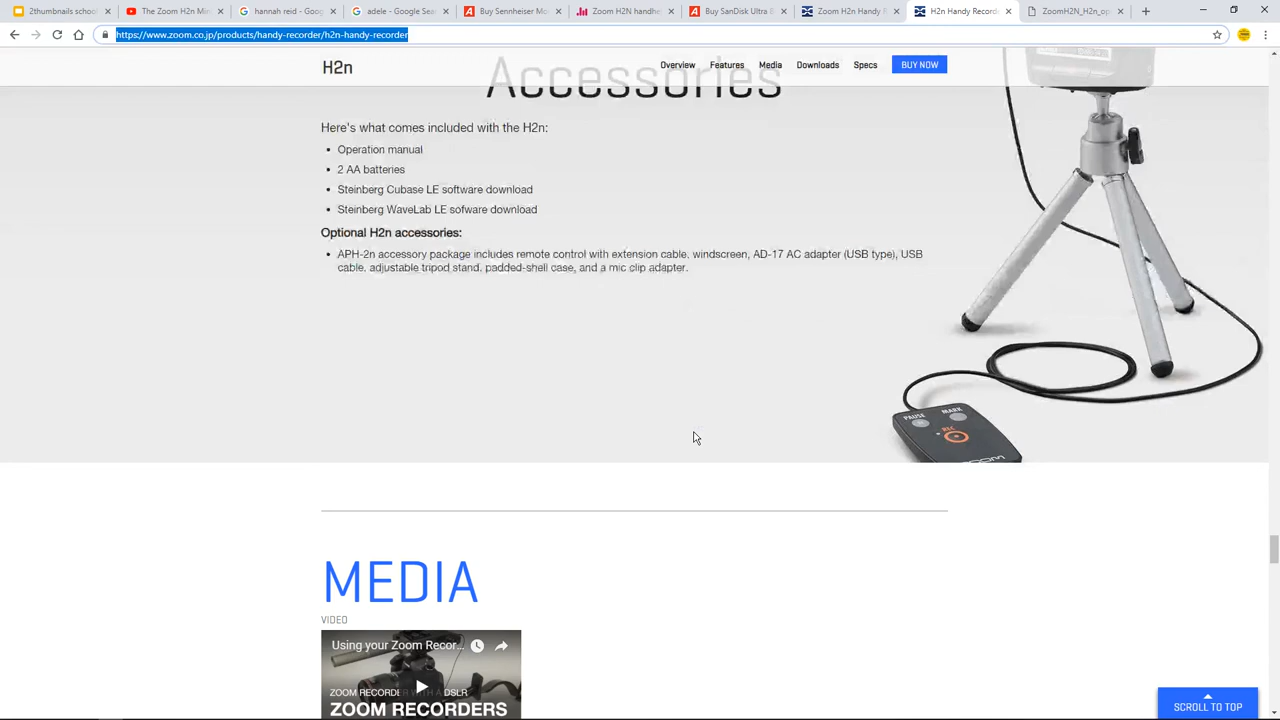 2thumbnails school
The Zoom H2n Mi
hannah reid - Goog
adele - Google Sea
Buy Sennheiser Mo
Zoom H2N handhe
Buy SanDisk Ultra
Zoom H2n Handy R
H2n Handy Recorde
ZoomH2N_H2n_op
https://www.zoom.co.jp/products/handy-recorder/h2n-handy-recorder
H2n
Overview
Features
Media
Downloads
Specs
BUY NOW
Accessories
Here's what comes included with the H2n:
Operation manual
2 AA batteries
Steinberg Cubase LE software download
Steinberg WaveLab LE sofware download
Optional H2n accessories:
APH-2n accessory package includes remote control with extension cable, windscreen, AD-17 AC adapter (USB type), USB
cable, adjustable tripod stand, padded-shell case, and a mic clip adapter.
PAUSE
MARK
REC
ZOOM
MEDIA
VIDEO
Using your Zoom Recor...
ZOOM RECORDER WITH A DSLR
ZOOM RECORDERS
SCROLL TO TOP